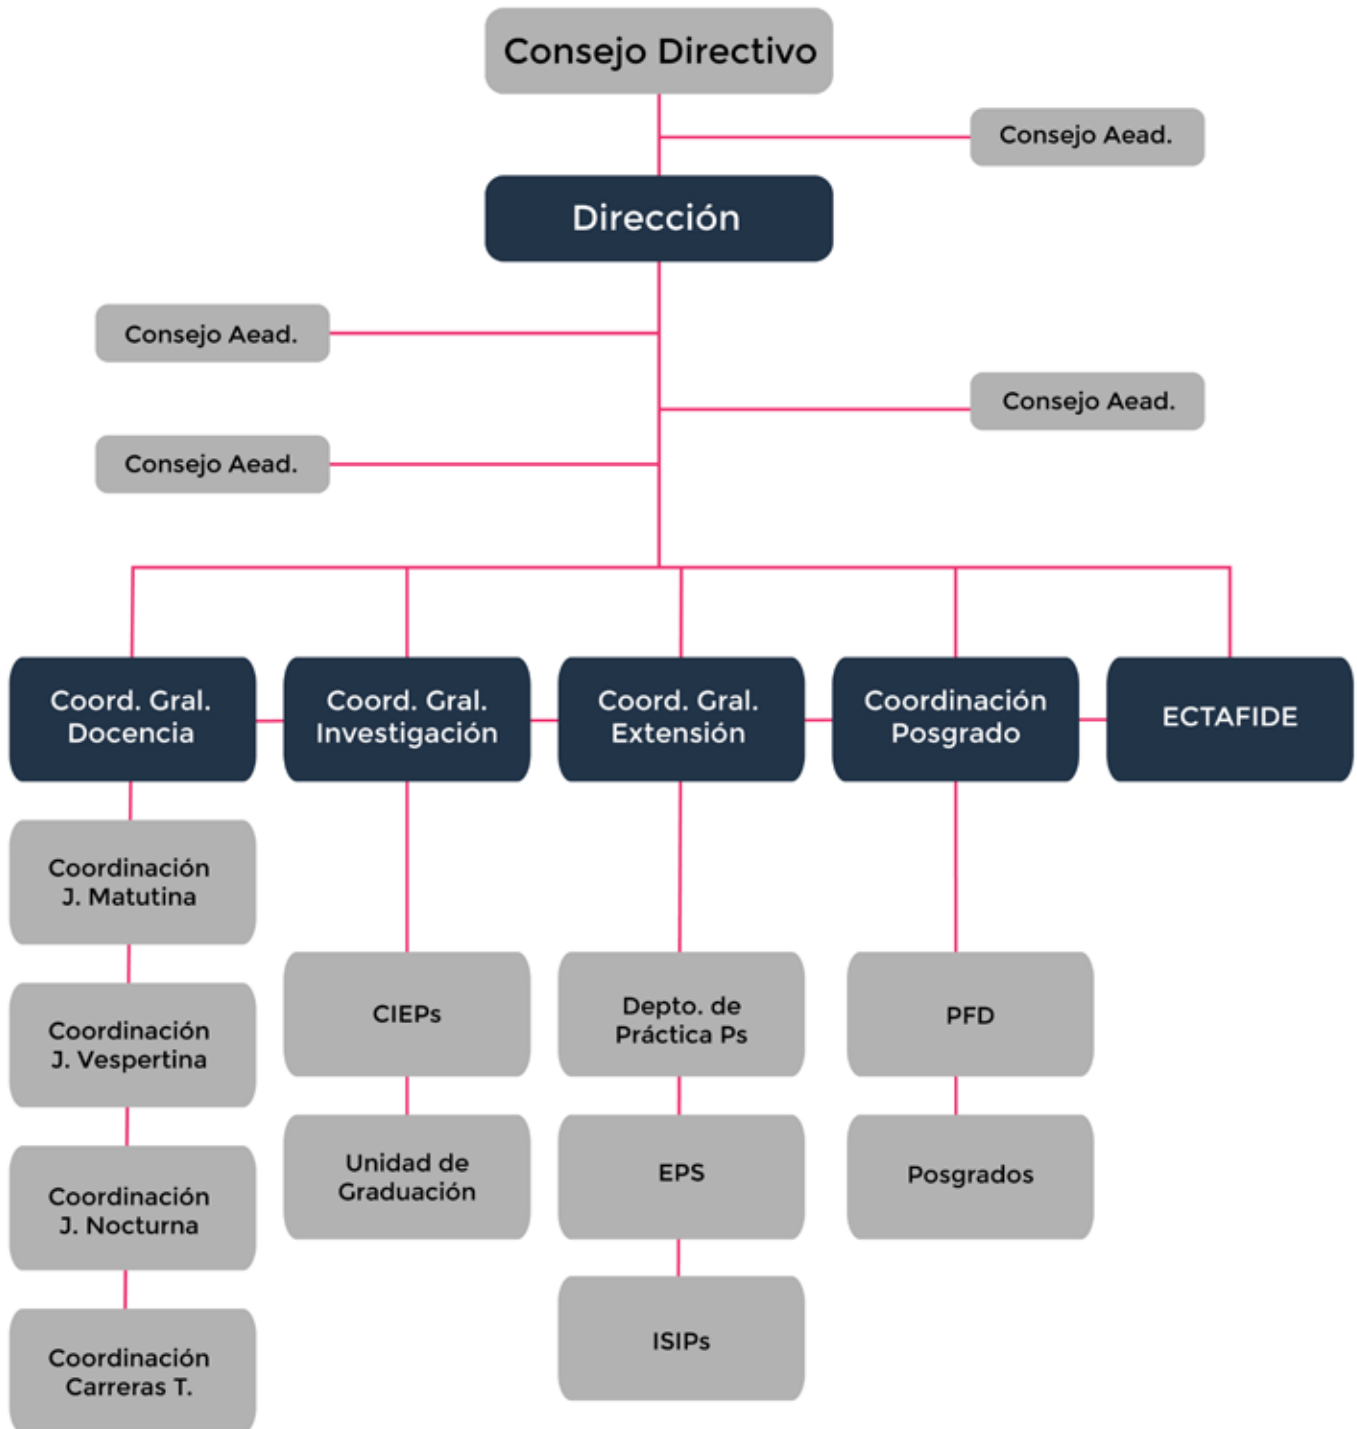 Consejo Directivo
Consejo Aead.
Dirección
Consejo Aead.
Consejo Aead.
Consejo Aead.
Coord. Gral.
Docencia
Coord. Gral.
Investigación
Coord. Gral.
Extensión
Coordinación
Posgrado
ECTAFIDE
Coordinación
J. Matutina
Coordinación
J. Vespertina
Coordinación
J. Nocturna
Coordinación
Carreras T.
CIEPs
Unidad de
Graduación
Depto. de
Práctica Ps
EPS
ISIPs
PFD
Posgrados